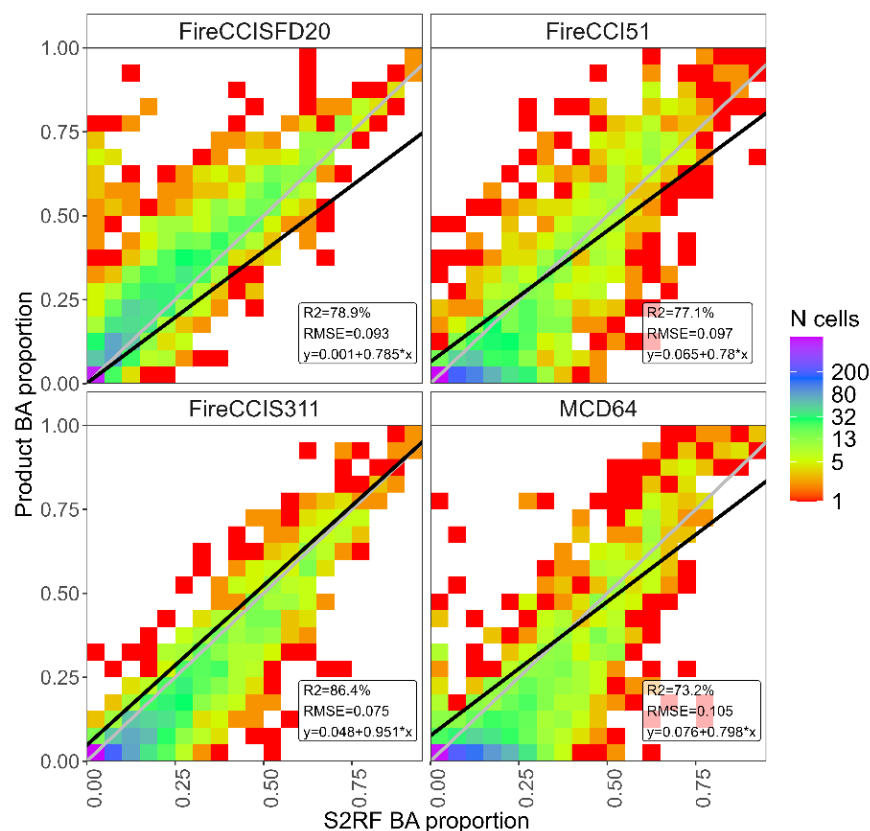 FireCCISFD20
FireCCI51
1.00
0.75
0.50
0.25
0.00
R2=78.9%
RMSE=0.093
y=0.001+0.785*x
R2=77.1%
RMSE=0.097
y=0.065+0.78*x
FireCCIS311
MCD64
1.00
0.75
0.50
0.25
0.00
R2=86.4%
RMSE=0.075
y=0.048+0.951*x
R2=73.2%
RMSE=0.105
y=0.076+0.798*x
Product BA proportion
0.00
0.25
0.50
0.75
0.00
0.25
0.50
0.75
S2RF BA proportion
N cells
200
80
32
13
5
1